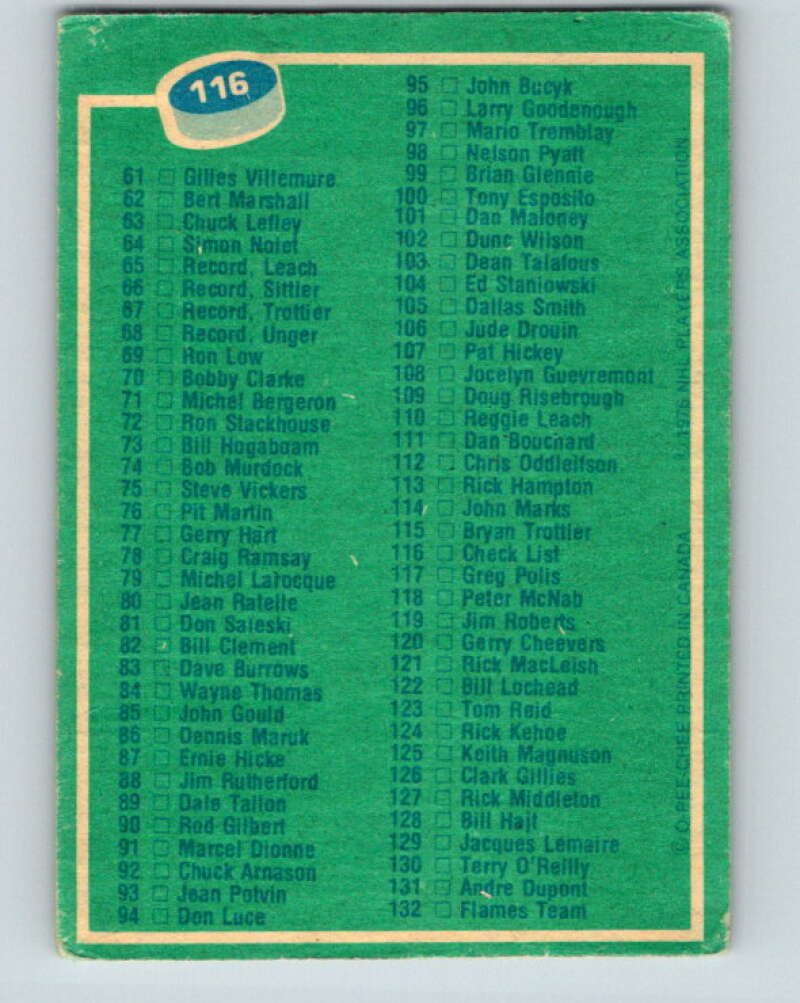 116
61 Gilles Villemure
62 Bert Marshall
63 Chuck Lefley
64 Simon Nolet
65 Record, Leach
66 Record, Sittler
67 Record, Trottier
68 Record, Unger
69 Ron Low
70 Bobby Clarke
71 Michel Bergeron
72 Ron Stackhouse
73 Bill Hogaboam
74 Bob Murdock
75 Steve Vickers
76 Pit Martin
77 Gerry Hart
78 Craig Ramsay
79 Michel Larocque
80 Jean Ratelle
81 Don Saleski
82 Bill Clement
83 Dave Burrows
84 Wayne Thomas
85 John Gould
86 Dennis Maruk
87 Ernie Hicke
88 Jim Rutherford
89 Dale Tallon
90 Rod Gilbert
91 Marcel Dionne
92 Chuck Arnason
93 Jean Potvin
94 Don Luce
95 John Bucyk
96 Larry Goodenough
97 Mario Tremblay
98 Nelson Pyatt
99 Brian Glennie
100 Tony Esposito
101 Dan Maloney
102 Dunc Wilson
103 Dean Talafous
104 Ed Staniowski
105 Dallas Smith
106 Jude Drouin
107 Pat Hickey
108 Jocelyn Guevremont
109 Doug Risebrough
110 Reggie Leach
111 Dan Bouchard
112 Chris Oddleifson
113 Rick Hampton
114 John Marks
115 Bryan Trottier
116 Check List
117 Greg Polis
118 Peter McNab
119 Jim Roberts
120 Gerry Cheevers
121 Rick MacLeish
122 Bill Lochead
123 Tom Reid
124 Rick Kehoe
125 Keith Magnuson
126 Clark Gillies
127 Rick Middleton
128 Bill Hajt
129 Jacques Lemaire
130 Terry O'Reilly
131 Andre Dupont
132 Flames Team
© O-PEE-CHEE PRINTED IN CANADA © 1976 NHL PLAYERS ASSOCIATION